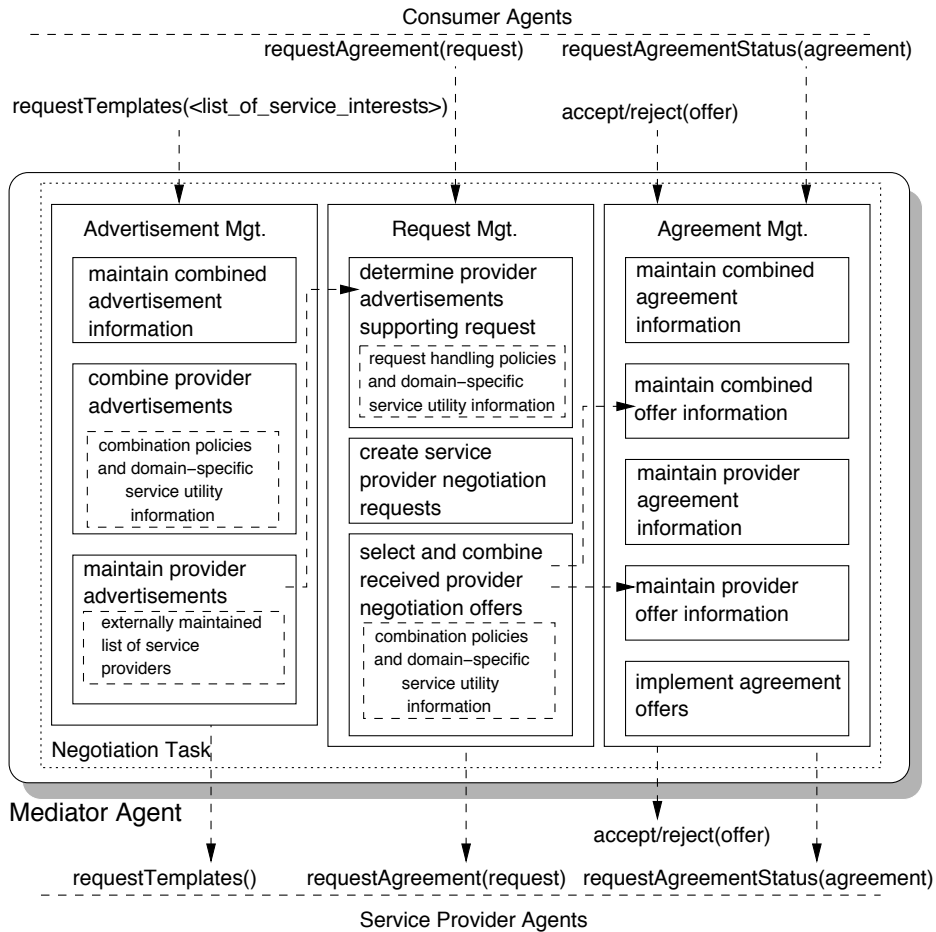 Consumer Agents
requestAgreement(request)
requestAgreementStatus(agreement)
requestTemplates(<list_of_service_interests>)
accept/reject(offer)
Advertisement Mgt.
maintain combined
advertisement
information
combine provider
advertisements
combination policies
and domain−specific
service utility
information
maintain provider
advertisements
externally maintained
list of service
providers
Request Mgt.
determine provider
advertisements
supporting request
request handling policies
and domain−specific
service utility information
create service
provider negotiation
requests
select and combine
received provider
negotiation offers
combination policies
and domain−specific
service utility
information
Agreement Mgt.
maintain combined
agreement
information
maintain combined
offer information
maintain provider
agreement
information
maintain provider
offer information
implement agreement
offers
Negotiation Task
Mediator Agent
accept/reject(offer)
requestTemplates()
requestAgreement(request)
requestAgreementStatus(agreement)
Service Provider Agents